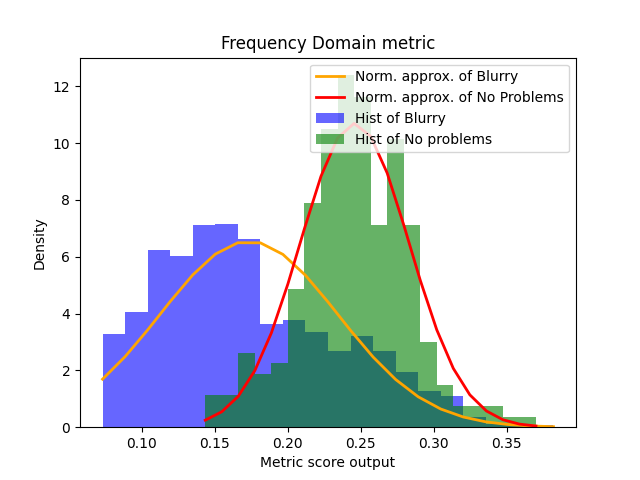 Frequency Domain metric
Norm. approx. of Blurry
Norm. approx. of No Problems
Hist of Blurry
Hist of No problems
Density
12
10
8
6
4
2
0
0.10 0.15 0.20 0.25 0.30 0.35
Metric score output